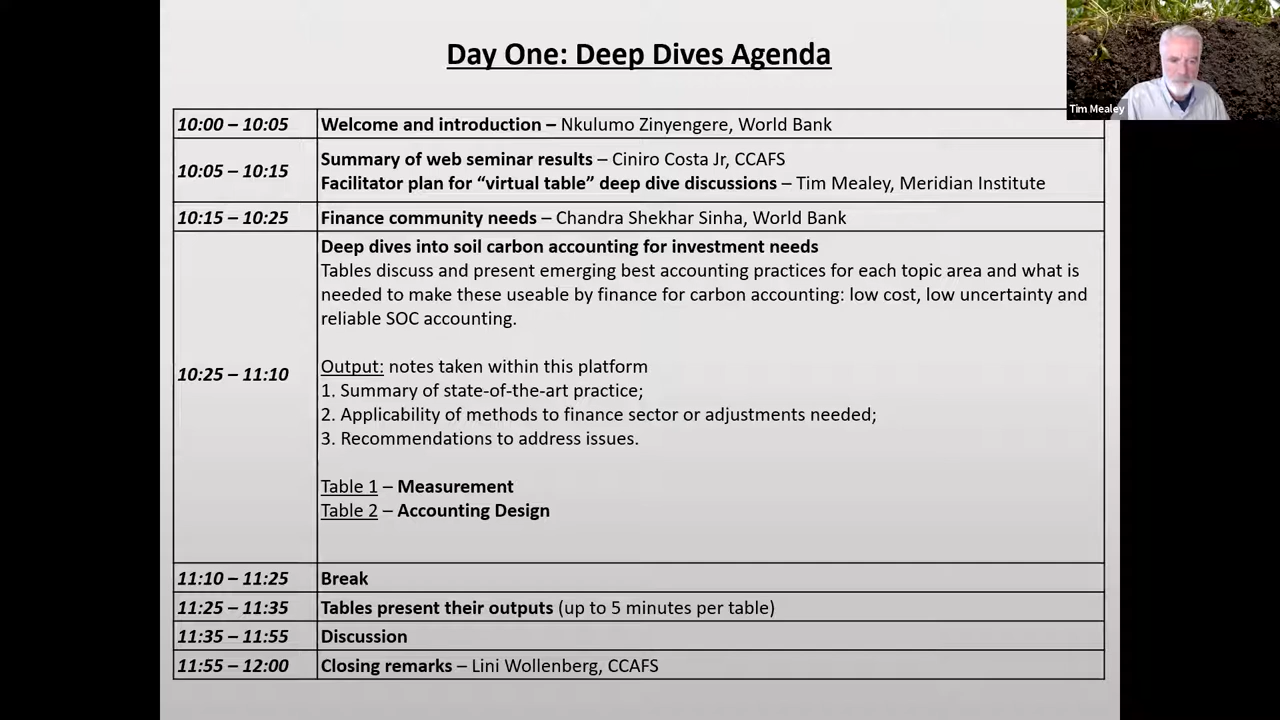 Day One: Deep Dives Agenda
Tim Mealey
10:00 – 10:05 Welcome and introduction – Nkulumo Zinyengere, World Bank
10:05 – 10:15 Summary of web seminar results – Ciniro Costa Jr, CCAFS
Facilitator plan for “virtual table” deep dive discussions – Tim Mealey, Meridian Institute
10:15 – 10:25 Finance community needs – Chandra Shekhar Sinha, World Bank
10:25 – 11:10 Deep dives into soil carbon accounting for investment needs
Tables discuss and present emerging best accounting practices for each topic area and what is
needed to make these useable by finance for carbon accounting: low cost, low uncertainty and
reliable SOC accounting.
Output: notes taken within this platform
1. Summary of state-of-the-art practice;
2. Applicability of methods to finance sector or adjustments needed;
3. Recommendations to address issues.
Table 1 – Measurement
Table 2 – Accounting Design
11:10 – 11:25 Break
11:25 – 11:35 Tables present their outputs (up to 5 minutes per table)
11:35 – 11:55 Discussion
11:55 – 12:00 Closing remarks – Lini Wollenberg, CCAFS